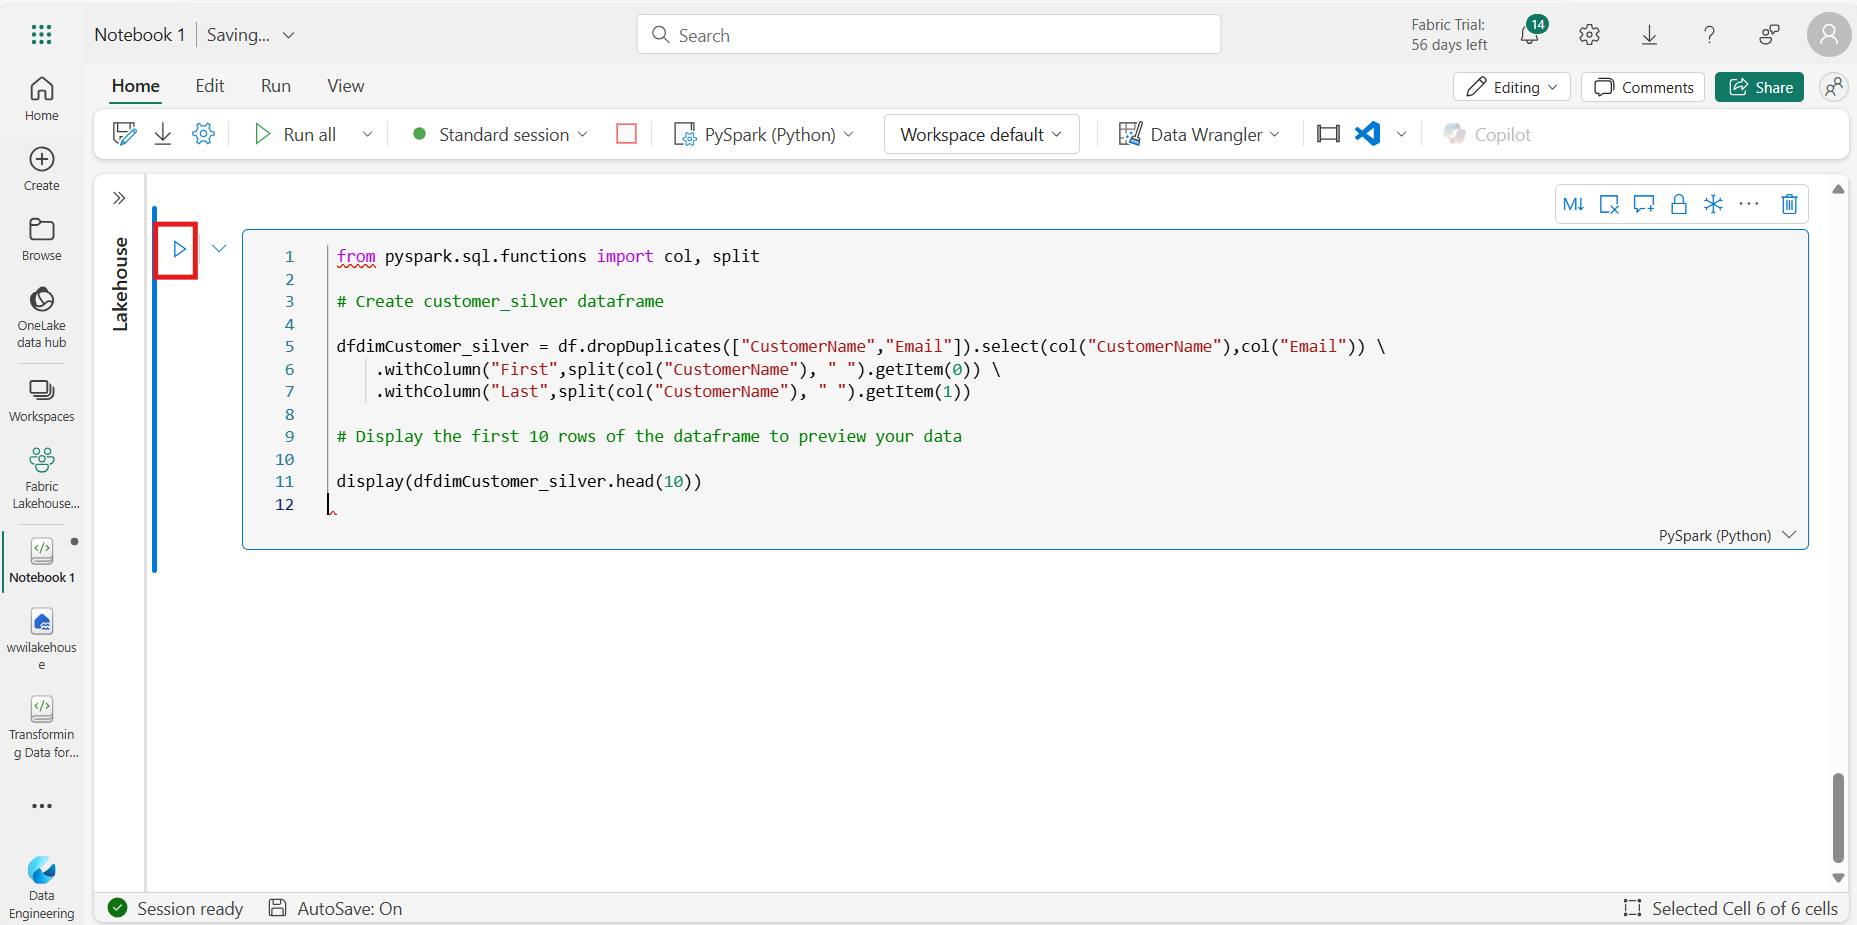 Notebook 1 Saving...
Search
Fabric Trial:
56 days left
14
Home
Create
Browse
OneLake
data hub
Workspaces
Fabric
Lakehouse...
Notebook 1
wwilakehous
e
Transformin
g Data for...
Data
Engineering
Home Edit Run View
Editing Comments Share
Run all Standard session PySpark (Python) Workspace default Data Wrangler Copilot
Lakehouse
M↓
1 from pyspark.sql.functions import col, split
2
3 # Create customer_silver dataframe
4
5 dfdimCustomer_silver = df.dropDuplicates(["CustomerName","Email"]).select(col("CustomerName"),col("Email")) \
6 .withColumn("First",split(col("CustomerName"), " ").getItem(0)) \
7 .withColumn("Last",split(col("CustomerName"), " ").getItem(1))
8
9 # Display the first 10 rows of the dataframe to preview your data
10
11 display(dfdimCustomer_silver.head(10))
12
PySpark (Python)
Session ready AutoSave: On Selected Cell 6 of 6 cells